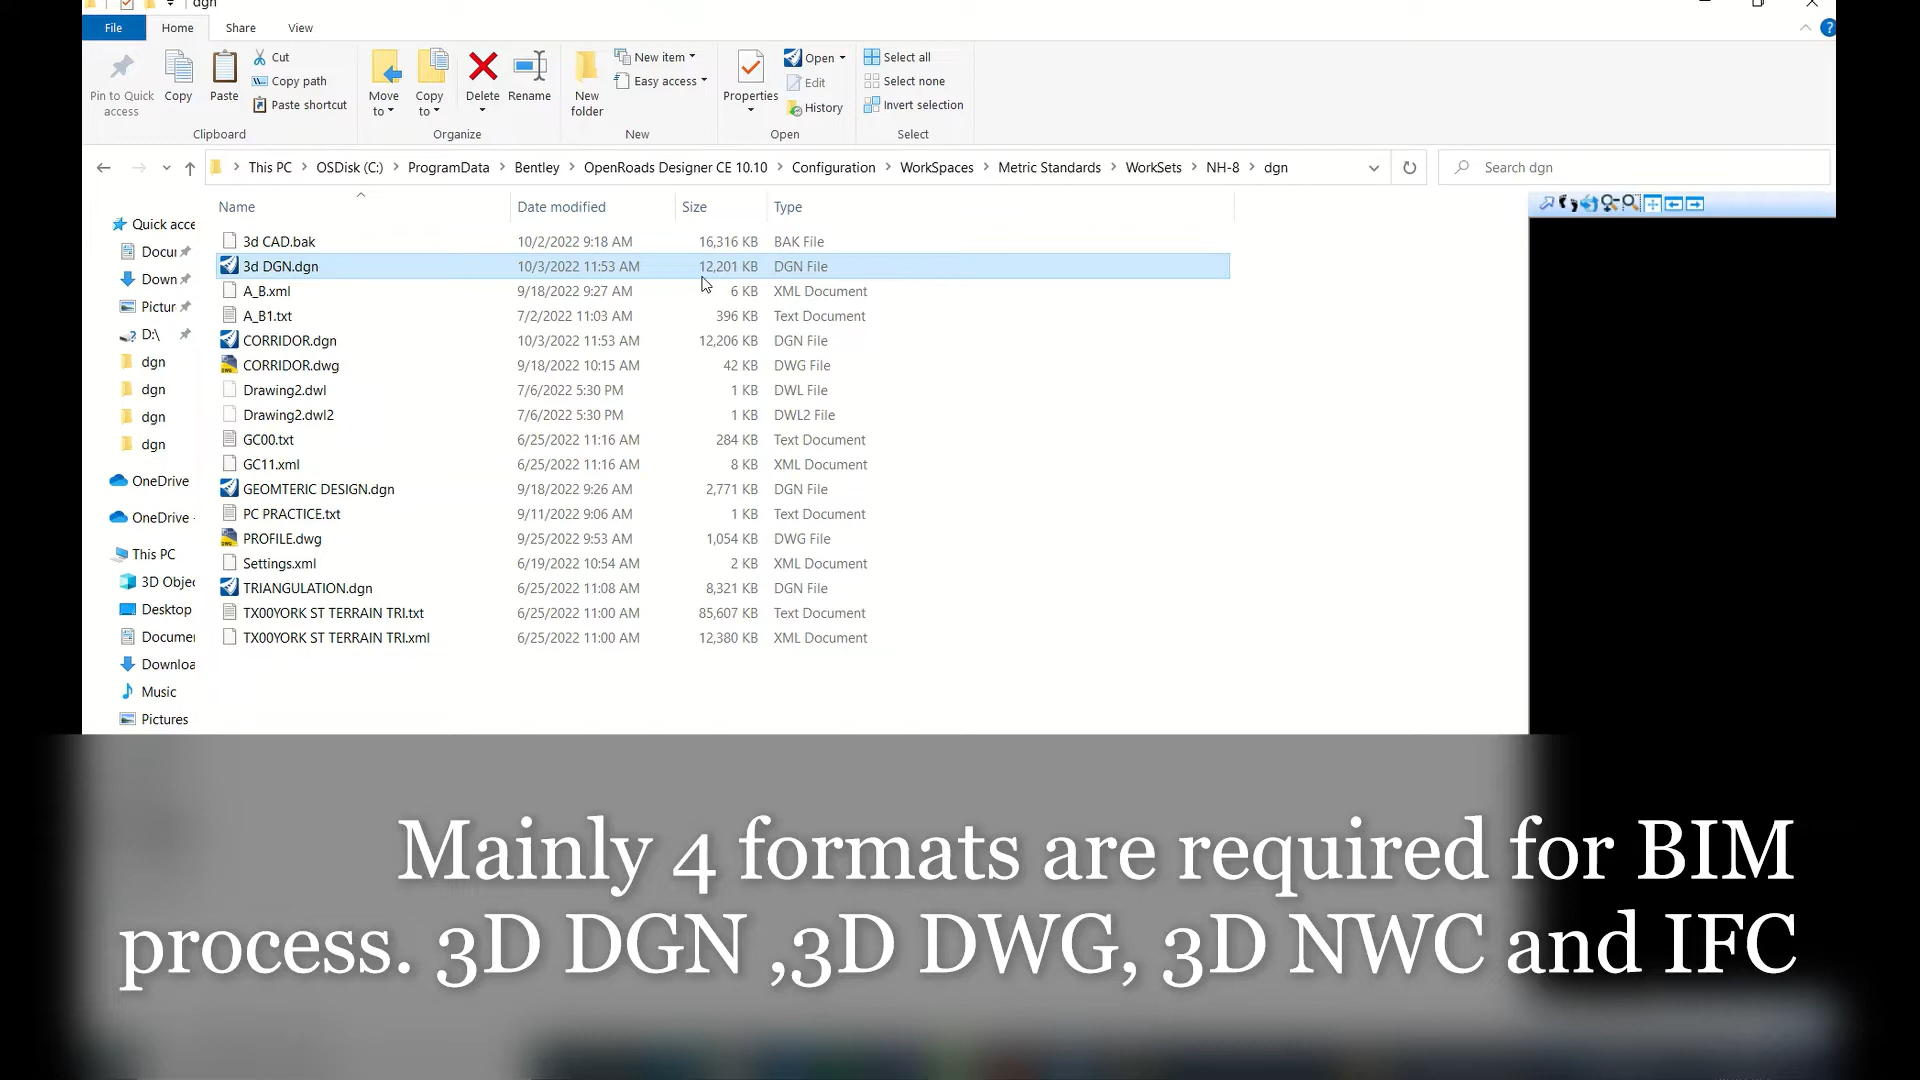 dgn
File Home Share View
Pin to Quick access
Copy
Paste
Cut
Copy path
Paste shortcut
Clipboard
Move to
Copy to
Delete
Rename
Organize
New folder
New item
Easy access
New
Properties
Open
Edit
History
Open
Select all
Select none
Invert selection
Select
This PC > OSDisk (C:) > ProgramData > Bentley > OpenRoads Designer CE 10.10 > Configuration > WorkSpaces > Metric Standards > WorkSets > NH-8 > dgn
Search dgn
Name Date modified Size Type
3d CAD.bak 10/2/2022 9:18 AM 16,316 KB BAK File
3d DGN.dgn 10/3/2022 11:53 AM 12,201 KB DGN File
A_B.xml 9/18/2022 9:27 AM 6 KB XML Document
A_B1.txt 7/2/2022 11:03 AM 396 KB Text Document
CORRIDOR.dgn 10/3/2022 11:53 AM 12,206 KB DGN File
CORRIDOR.dwg 9/18/2022 10:15 AM 42 KB DWG File
Drawing2.dwl 7/6/2022 5:30 PM 1 KB DWL File
Drawing2.dwl2 7/6/2022 5:30 PM 1 KB DWL2 File
GC00.txt 6/25/2022 11:16 AM 284 KB Text Document
GC11.xml 6/25/2022 11:16 AM 8 KB XML Document
GEOMTERIC DESIGN.dgn 9/18/2022 9:26 AM 2,771 KB DGN File
PC PRACTICE.txt 9/11/2022 9:06 AM 1 KB Text Document
PROFILE.dwg 9/25/2022 9:53 AM 1,054 KB DWG File
Settings.xml 6/19/2022 10:54 AM 2 KB XML Document
TRIANGULATION.dgn 6/25/2022 11:08 AM 8,321 KB DGN File
TX00YORK ST TERRAIN TRI.txt 6/25/2022 11:00 AM 85,607 KB Text Document
TX00YORK ST TERRAIN TRI.xml 6/25/2022 11:00 AM 12,380 KB XML Document
Quick acce
Docur
Down
Pictur
D:\
dgn
dgn
dgn
dgn
OneDrive
OneDrive -
This PC
3D Objec
Desktop
Documer
Downloa
Music
Pictures
Mainly 4 formats are required for BIM
process. 3D DGN ,3D DWG, 3D NWC and IFC